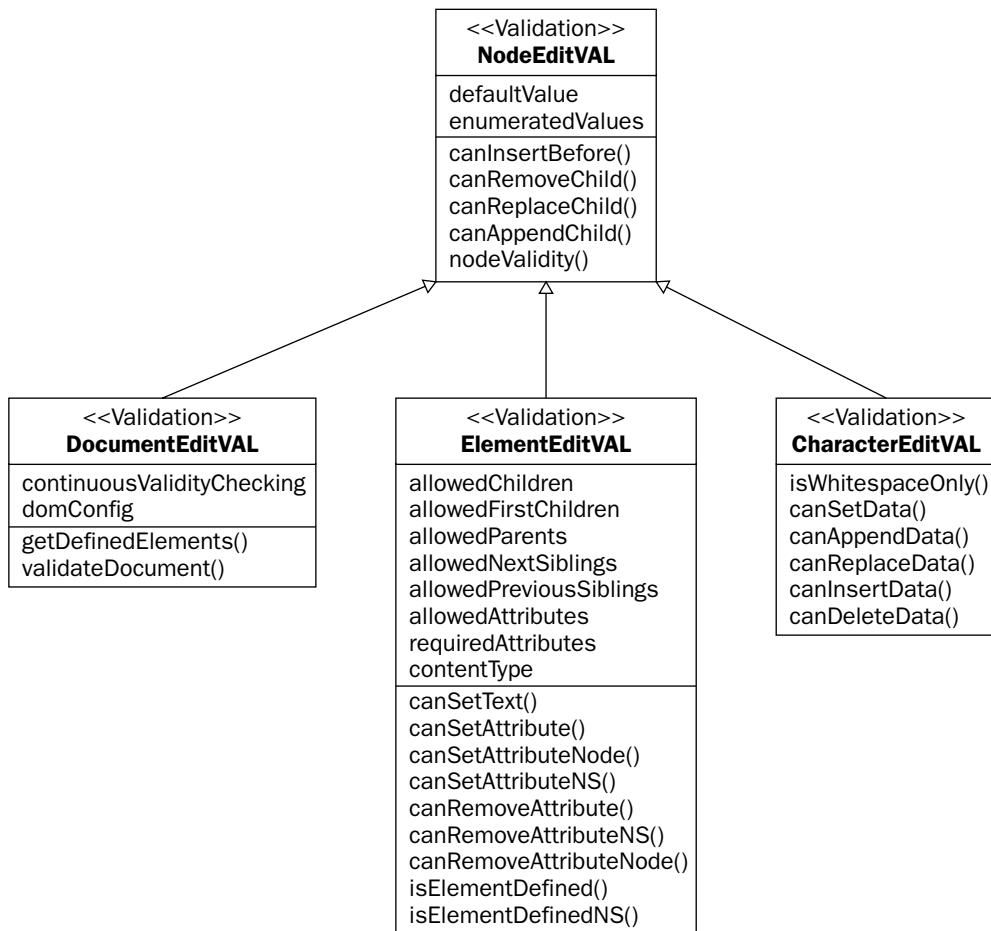 <<Validation>>
NodeEditVAL
defaultValue
enumeratedValues
canInsertBefore()
canRemoveChild()
canReplaceChild()
canAppendChild()
nodeValidity()
<<Validation>>
DocumentEditVAL
continuousValidityChecking
domConfig
getDefinedElements()
validateDocument()
<<Validation>>
ElementEditVAL
allowedChildren
allowedFirstChildren
allowedParents
allowedNextSiblings
allowedPreviousSiblings
allowedAttributes
requiredAttributes
contentType
canSetText()
canSetAttribute()
canSetAttributeNode()
canSetAttributeNS()
canRemoveAttribute()
canRemoveAttributeNS()
canRemoveAttributeNode()
isElementDefined()
isElementDefinedNS()
<<Validation>>
CharacterEditVAL
isWhitespaceOnly()
canSetData()
canAppendData()
canReplaceData()
canInsertData()
canDeleteData()